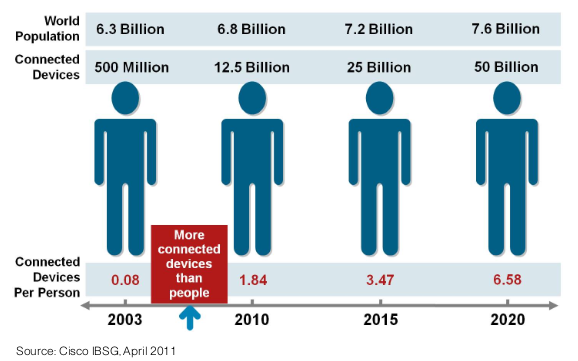 World Population 6.3 Billion 6.8 Billion 7.2 Billion 7.6 Billion
Connected Devices 500 Million 12.5 Billion 25 Billion 50 Billion
More connected devices than people
Connected Devices Per Person 0.08 1.84 3.47 6.58
2003 2010 2015 2020
Source: Cisco IBSG, April 2011